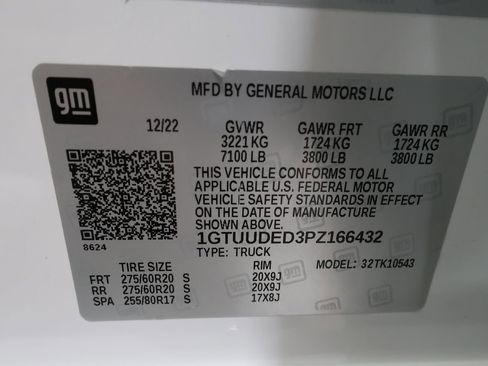 gm
MFD BY GENERAL MOTORS LLC
12/22 GVWR GAWR FRT GAWR RR
3221 KG 1724 KG 1724 KG
7100 LB 3800 LB 3800 LB
THIS VEHICLE CONFORMS TO ALL
APPLICABLE U.S. FEDERAL MOTOR
VEHICLE SAFETY STANDARDS IN EFFECT
ON THE DATE OF MANUFACTURE
SHOWN ABOVE.
8624
1GTUUDED3PZ166432
TYPE: TRUCK
TIRE SIZE RIM MODEL: 32TK10543
FRT 275/60R20 S 20X9J
RR 275/60R20 S 20X9J
SPA 255/80R17 S 17X8J